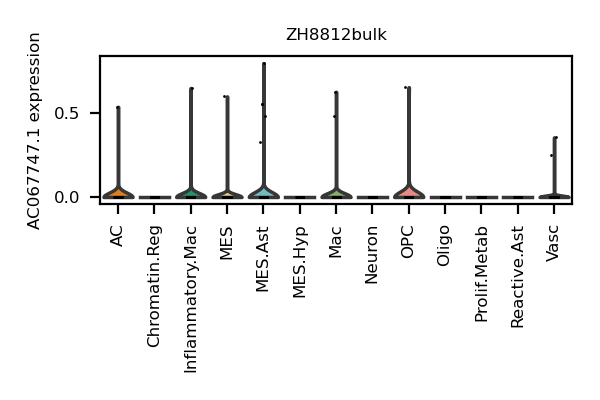 ZH8812bulk
AC067747.1 expression
0.5
0.0
AC
Chromatin.Reg
Inflammatory.Mac
MES
MES.Ast
MES.Hyp
Mac
Neuron
OPC
Oligo
Prolif.Metab
Reactive.Ast
Vasc